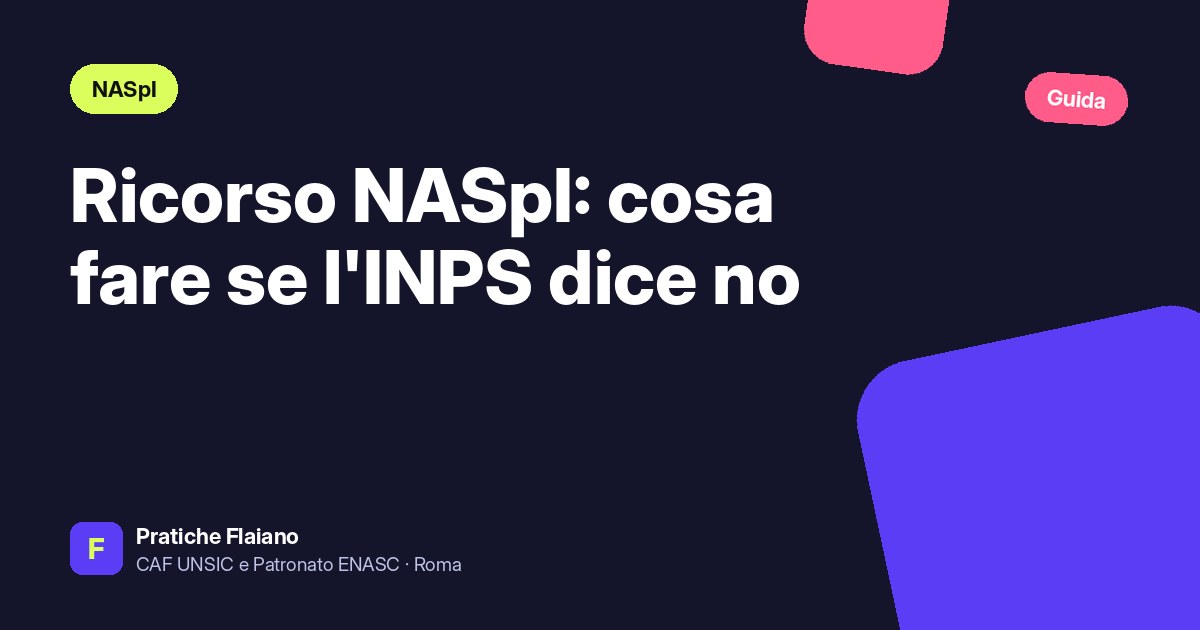 NASpI
Guida
Ricorso NASpI: cosa
fare se l'INPS dice no
F
Pratiche Flaiano
CAF UNSIC e Patronato ENASC · Roma